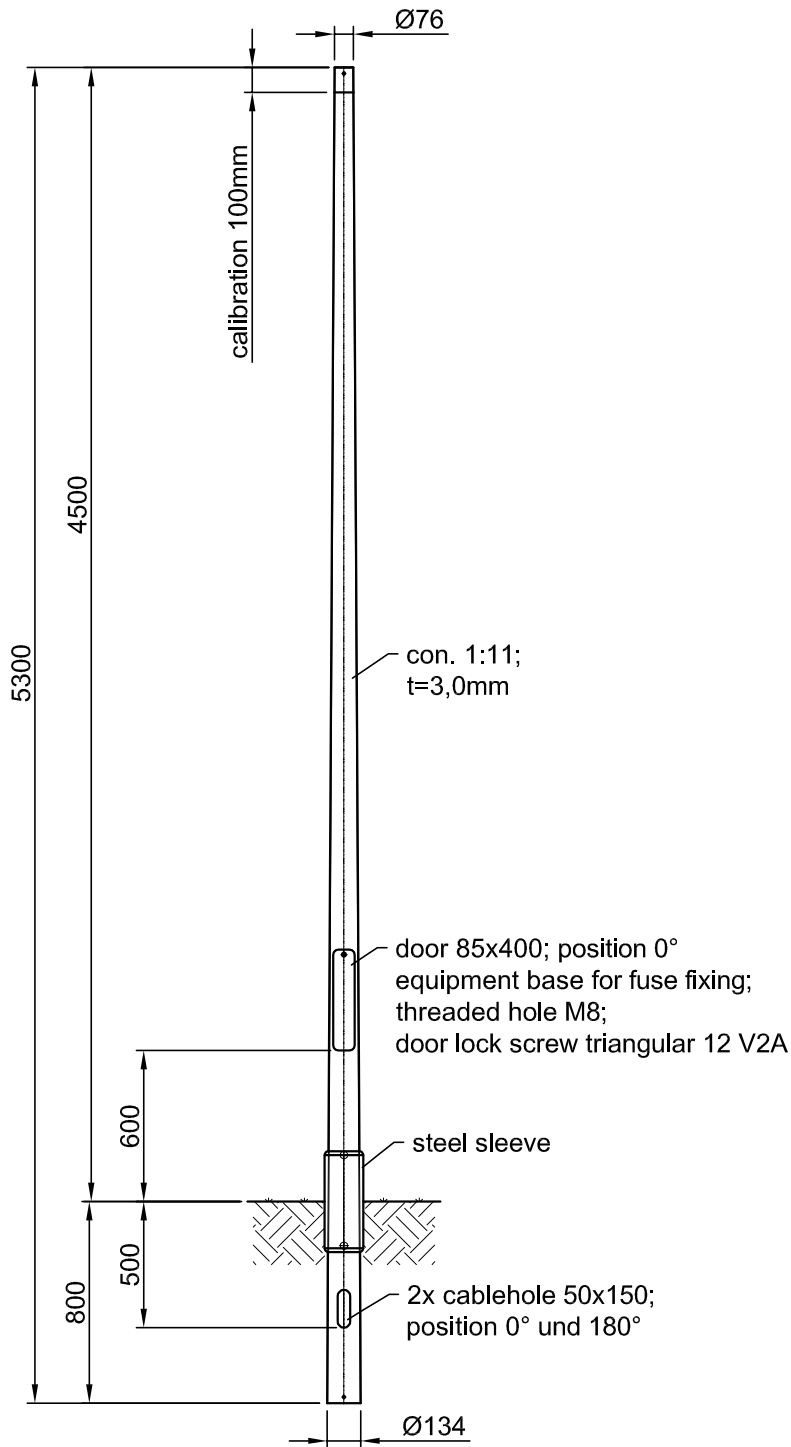 Ø76
calibration 100mm
4500
5300
con. 1:11;
t=3,0mm
door 85x400; position 0°
equipment base for fuse fixing;
threaded hole M8;
door lock screw triangular 12 V2A
600
steel sleeve
500
800
2x cablehole 50x150;
position 0° und 180°
Ø134